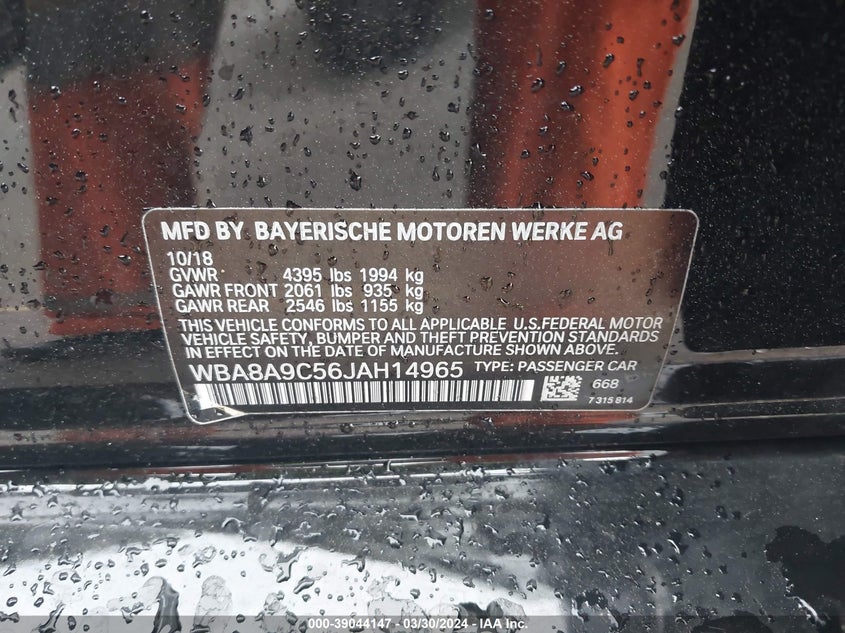 MFD BY BAYERISCHE MOTOREN WERKE AG
10/18
GVWR 4395 lbs 1994 kg
GAWR FRONT 2061 lbs 935 kg
GAWR REAR 2546 lbs 1155 kg
THIS VEHICLE CONFORMS TO ALL APPLICABLE U.S.FEDERAL MOTOR
VEHICLE SAFETY, BUMPER AND THEFT PREVENTION STANDARDS
IN EFFECT ON THE DATE OF MANUFACTURE SHOWN ABOVE.
WBA8A9C56JAH14965 TYPE: PASSENGER CAR
668
7 315 814
000-39044147 - 03/30/2024 - IAA Inc.